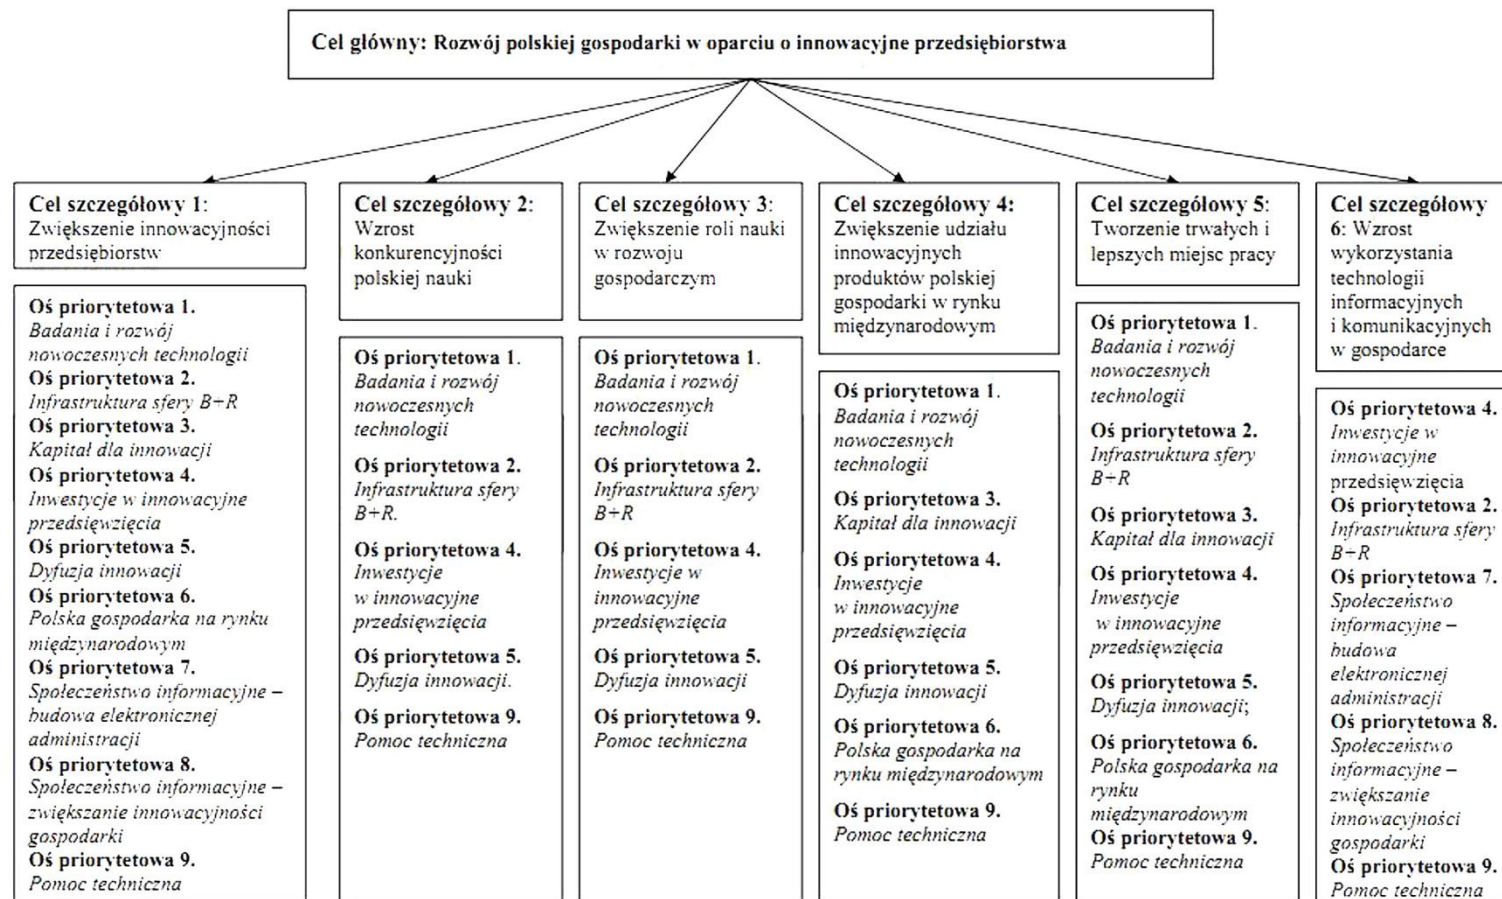 Cel główny: Rozwój polskiej gospodarki w oparciu o innowacyjne przedsiębiorstwa
Cel szczegółowy 1:
Zwiększenie innowacyjności
przedsiębiorstw
Oś priorytetowa 1.
Badania i rozwój
nowoczesnych technologii
Oś priorytetowa 2.
Infrastruktura sfery B+R
Oś priorytetowa 3.
Kapitał dla innowacji
Oś priorytetowa 4.
Inwestycje w innowacyjne
przedsięwzięcia
Oś priorytetowa 5.
Dyfuzja innowacji
Oś priorytetowa 6.
Polska gospodarka na rynku
międzynarodowym
Oś priorytetowa 7.
Społeczeństwo informacyjne –
budowa elektronicznej
administracji
Oś priorytetowa 8.
Społeczeństwo informacyjne –
zwiększanie innowacyjności
gospodarki
Oś priorytetowa 9.
Pomoc techniczna
Cel szczegółowy 2:
Wzrost
konkurencyjności
polskiej nauki
Oś priorytetowa 1.
Badania i rozwój
nowoczesnych
technologii
Oś priorytetowa 2.
Infrastruktura sfery
B+R.
Oś priorytetowa 4.
Inwestycje
w innowacyjne
przedsięwzięcia
Oś priorytetowa 5.
Dyfuzja innowacji.
Oś priorytetowa 9.
Pomoc techniczna
Cel szczegółowy 3:
Zwiększenie roli nauki
w rozwoju
gospodarczym
Oś priorytetowa 1.
Badania i rozwój
nowoczesnych
technologii
Oś priorytetowa 2.
Infrastruktura sfery
B+R
Oś priorytetowa 4.
Inwestycje w
innowacyjne
przedsięwzięcia
Oś priorytetowa 5.
Dyfuzja innowacji
Oś priorytetowa 9.
Pomoc techniczna
Cel szczegółowy 4:
Zwiększenie udziału
innowacyjnych
produktów polskiej
gospodarki w rynku
międzynarodowym
Oś priorytetowa 1.
Badania i rozwój
nowoczesnych
technologii
Oś priorytetowa 3.
Kapitał dla innowacji
Oś priorytetowa 4.
Inwestycje
w innowacyjne
przedsięwzięcia
Oś priorytetowa 5.
Dyfuzja innowacji
Oś priorytetowa 6.
Polska gospodarka na
rynku międzynarodowym
Oś priorytetowa 9.
Pomoc techniczna
Cel szczegółowy 5:
Tworzenie trwałych i
lepszych miejsc pracy
Oś priorytetowa 1.
Badania i rozwój
nowoczesnych
technologii
Oś priorytetowa 2.
Infrastruktura sfery
B+R
Oś priorytetowa 3.
Kapitał dla innowacji
Oś priorytetowa 4.
Inwestycje
w innowacyjne
przedsięwzięcia
Oś priorytetowa 5.
Dyfuzja innowacji;
Oś priorytetowa 6.
Polska gospodarka na
rynku
międzynarodowym
Oś priorytetowa 9.
Pomoc techniczna
Cel szczegółowy
6: Wzrost
wykorzystania
technologii
informacyjnych
i komunikacyjnych
w gospodarce
Oś priorytetowa 4.
Inwestycje w
innowacyjne
przedsięwzięcia
Oś priorytetowa 2.
Infrastruktura sfery
B+R
Oś priorytetowa 7.
Społeczeństwo
informacyjne –
budowa
elektronicznej
administracji
Oś priorytetowa 8.
Społeczeństwo
informacyjne –
zwiększanie
innowacyjności
gospodarki
Oś priorytetowa 9.
Pomoc techniczna